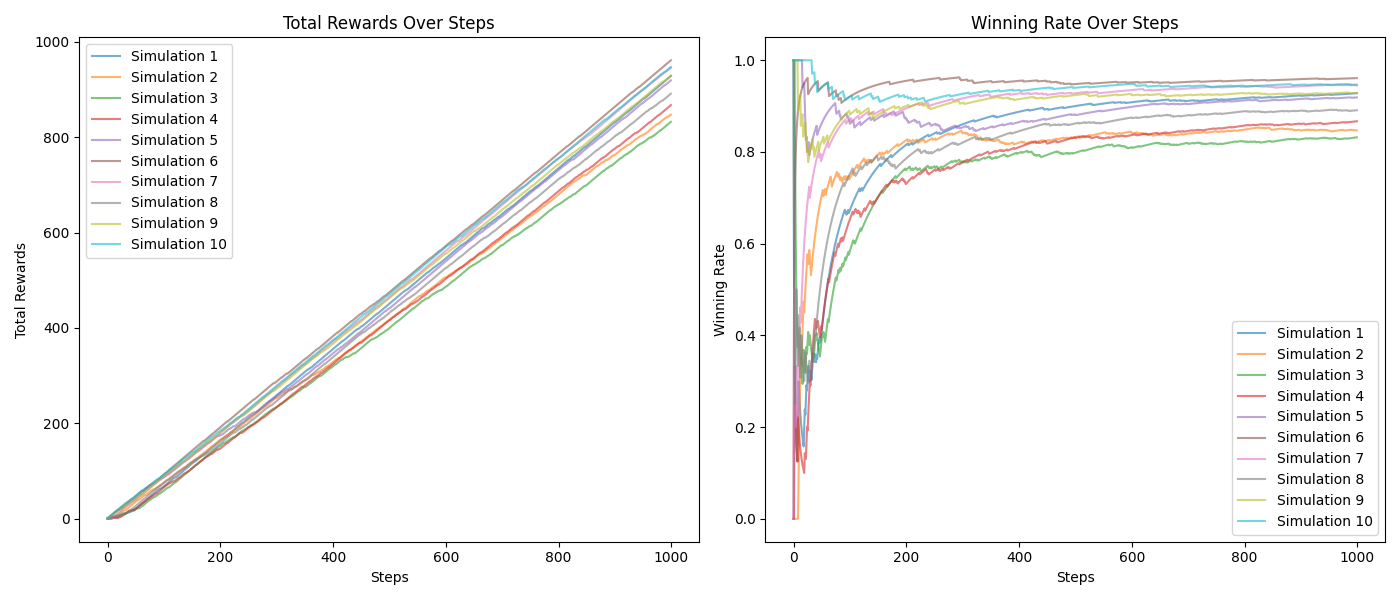 Total Rewards Over Steps
Total Rewards
1000
800
600
400
200
0
Simulation 1
Simulation 2
Simulation 3
Simulation 4
Simulation 5
Simulation 6
Simulation 7
Simulation 8
Simulation 9
Simulation 10
0 200 400 600 800 1000
Steps
Winning Rate Over Steps
Winning Rate
1.0
0.8
0.6
0.4
0.2
0.0
Simulation 1
Simulation 2
Simulation 3
Simulation 4
Simulation 5
Simulation 6
Simulation 7
Simulation 8
Simulation 9
Simulation 10
0 200 400 600 800 1000
Steps